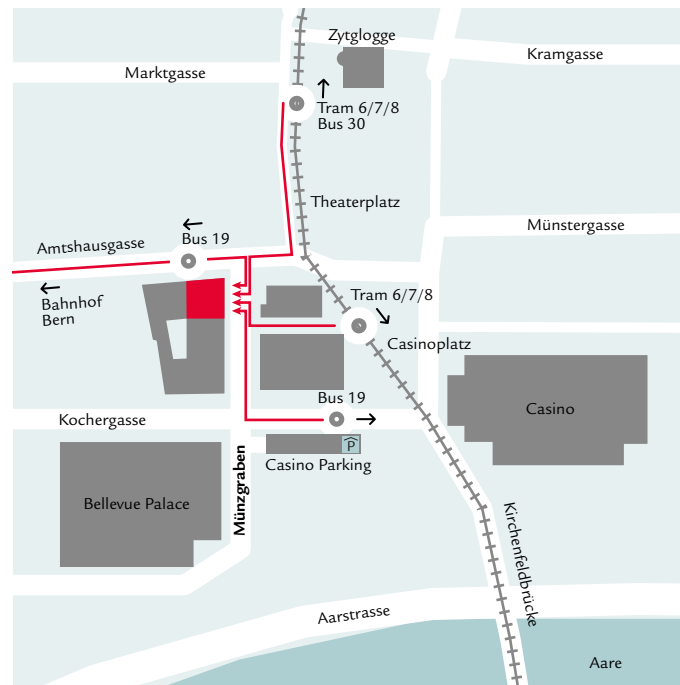 Zytglogge
Kramgasse
Marktgasse
Tram 6/7/8
Bus 30
Theaterplatz
Münstergasse
Amtshausgasse
Bus 19
Bahnhof
Bern
Tram 6/7/8
Casinoplatz
Bus 19
Casino
Kochergasse
P
Casino Parking
Münzgraben
Bellevue Palace
Kirchenfeldbrücke
Aarstrasse
Aare